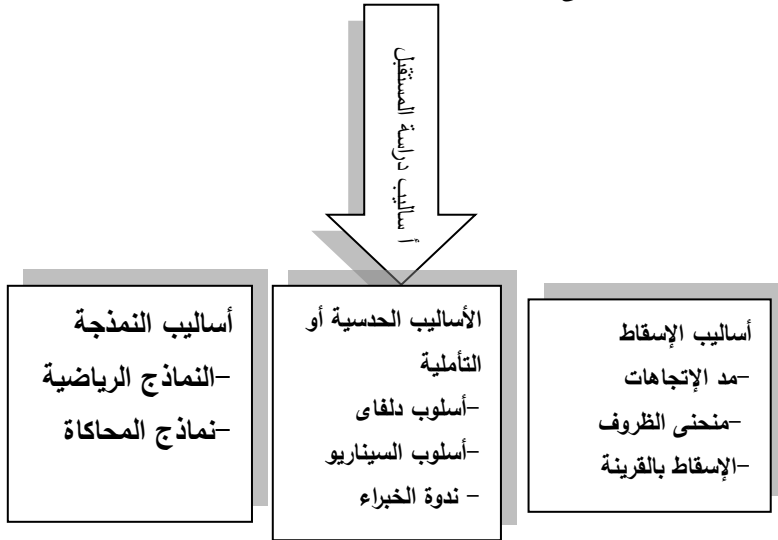 أ ساليب دراسة المستقبل
أساليب الإسقاط
-مد الإتجاهات
-منحنى الظروف
-الإسقاط بالقرينة
الأساليب الحدسية أو
التأملية
-أسلوب دلفاى
-أسلوب السيناريو
- ندوة الخبراء
أساليب النمذجة
-النماذج الرياضية
-نماذج المحاكاة